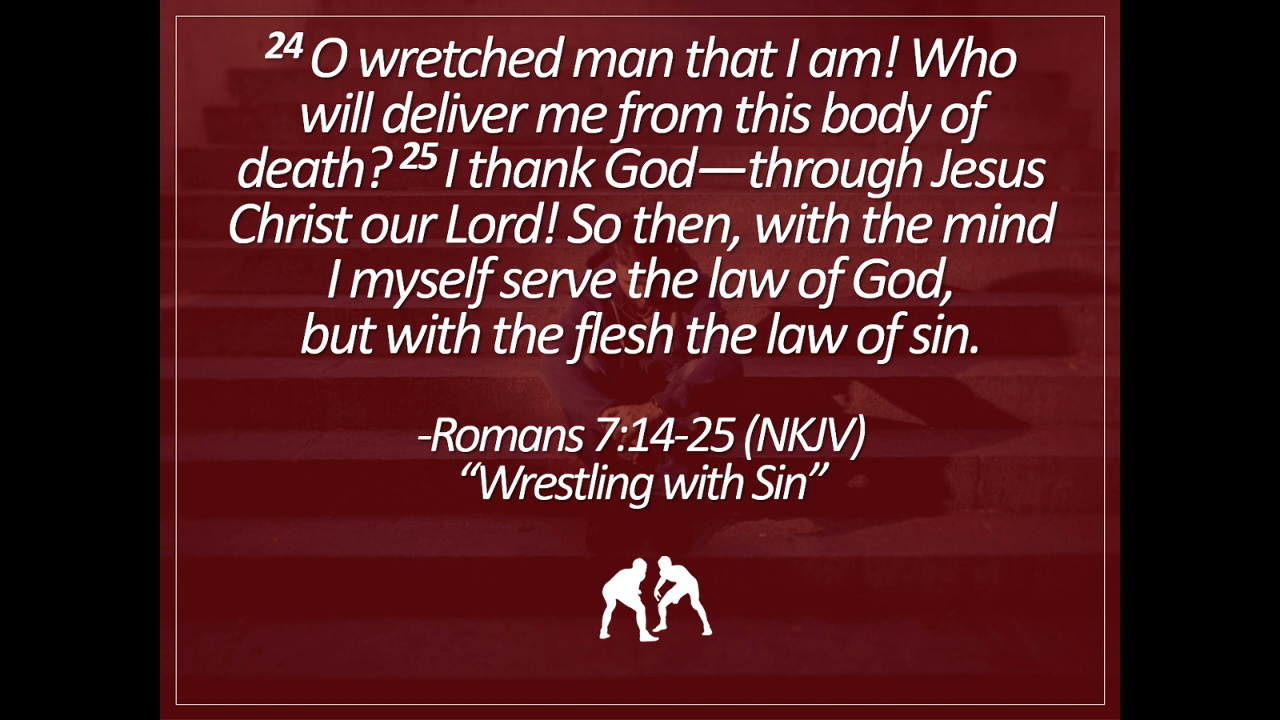 24 O wretched man that I am! Who
will deliver me from this body of
death? 25 I thank God—through Jesus
Christ our Lord! So then, with the mind
I myself serve the law of God,
but with the flesh the law of sin.
-Romans 7:14-25 (NKJV)
“Wrestling with Sin”